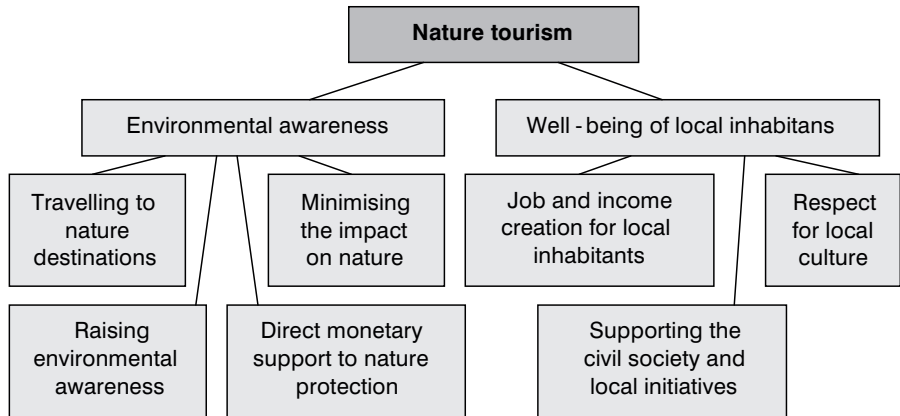 Nature tourism
Environmental awareness
Well - being of local inhabitans
Travelling to
nature
destinations
Minimising
the impact
on nature
Job and income
creation for local
inhabitants
Respect
for local
culture
Raising
environmental
awareness
Direct monetary
support to nature
protection
Supporting the
civil society and
local initiatives